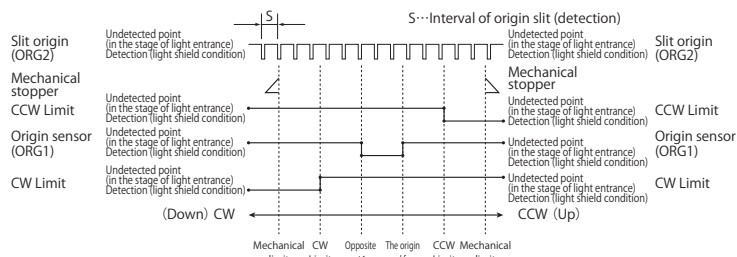 S
S⋯Interval of origin slit (detection)
Slit origin
(ORG2)
Undetected point
(in the stage of light entrance)
Detection (light shield condition)
Undetected point
(in the stage of light entrance)
Detection (light shield condition)
Slit origin
(ORG2)
Mechanical
stopper
Mechanical
stopper
CCW Limit
Undetected point
(in the stage of light entrance)
Detection (light shield condition)
Undetected point
(in the stage of light entrance)
Detection (light shield condition)
CCW Limit
Origin sensor
(ORG1)
Undetected point
(in the stage of light entrance)
Detection (light shield condition)
Undetected point
(in the stage of light entrance)
Detection (light shield condition)
Origin sensor
(ORG1)
CW Limit
Undetected point
(in the stage of light entrance)
Detection (light shield condition)
Undetected point
(in the stage of light entrance)
Detection (light shield condition)
CW Limit
(Down) CW
CCW (Up)
Mechanical CW Opposite The origin CCW Mechanical